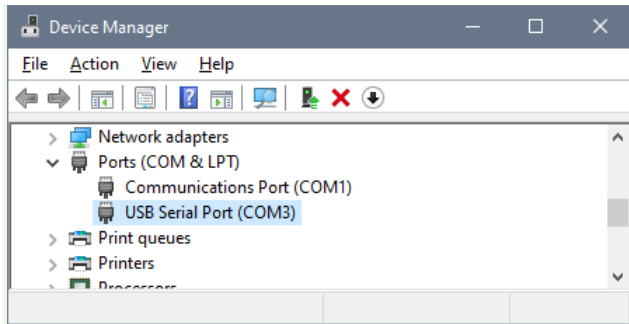 Device Manager
File Action View Help
Network adapters
Ports (COM & LPT)
Communications Port (COM1)
USB Serial Port (COM3)
Print queues
Printers
Processors